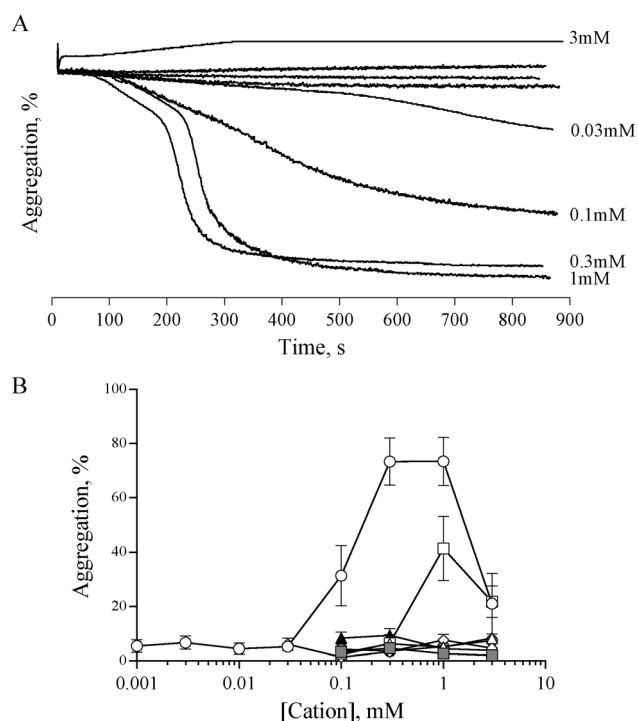 A
Aggregation, %
3mM
0.03mM
0.1mM
0.3mM
1mM
0 100 200 300 400 500 600 700 800 900
Time, s
B
Aggregation, %
100
80
60
40
20
0
0.001 0.01 0.1 1 10
[Cation], mM